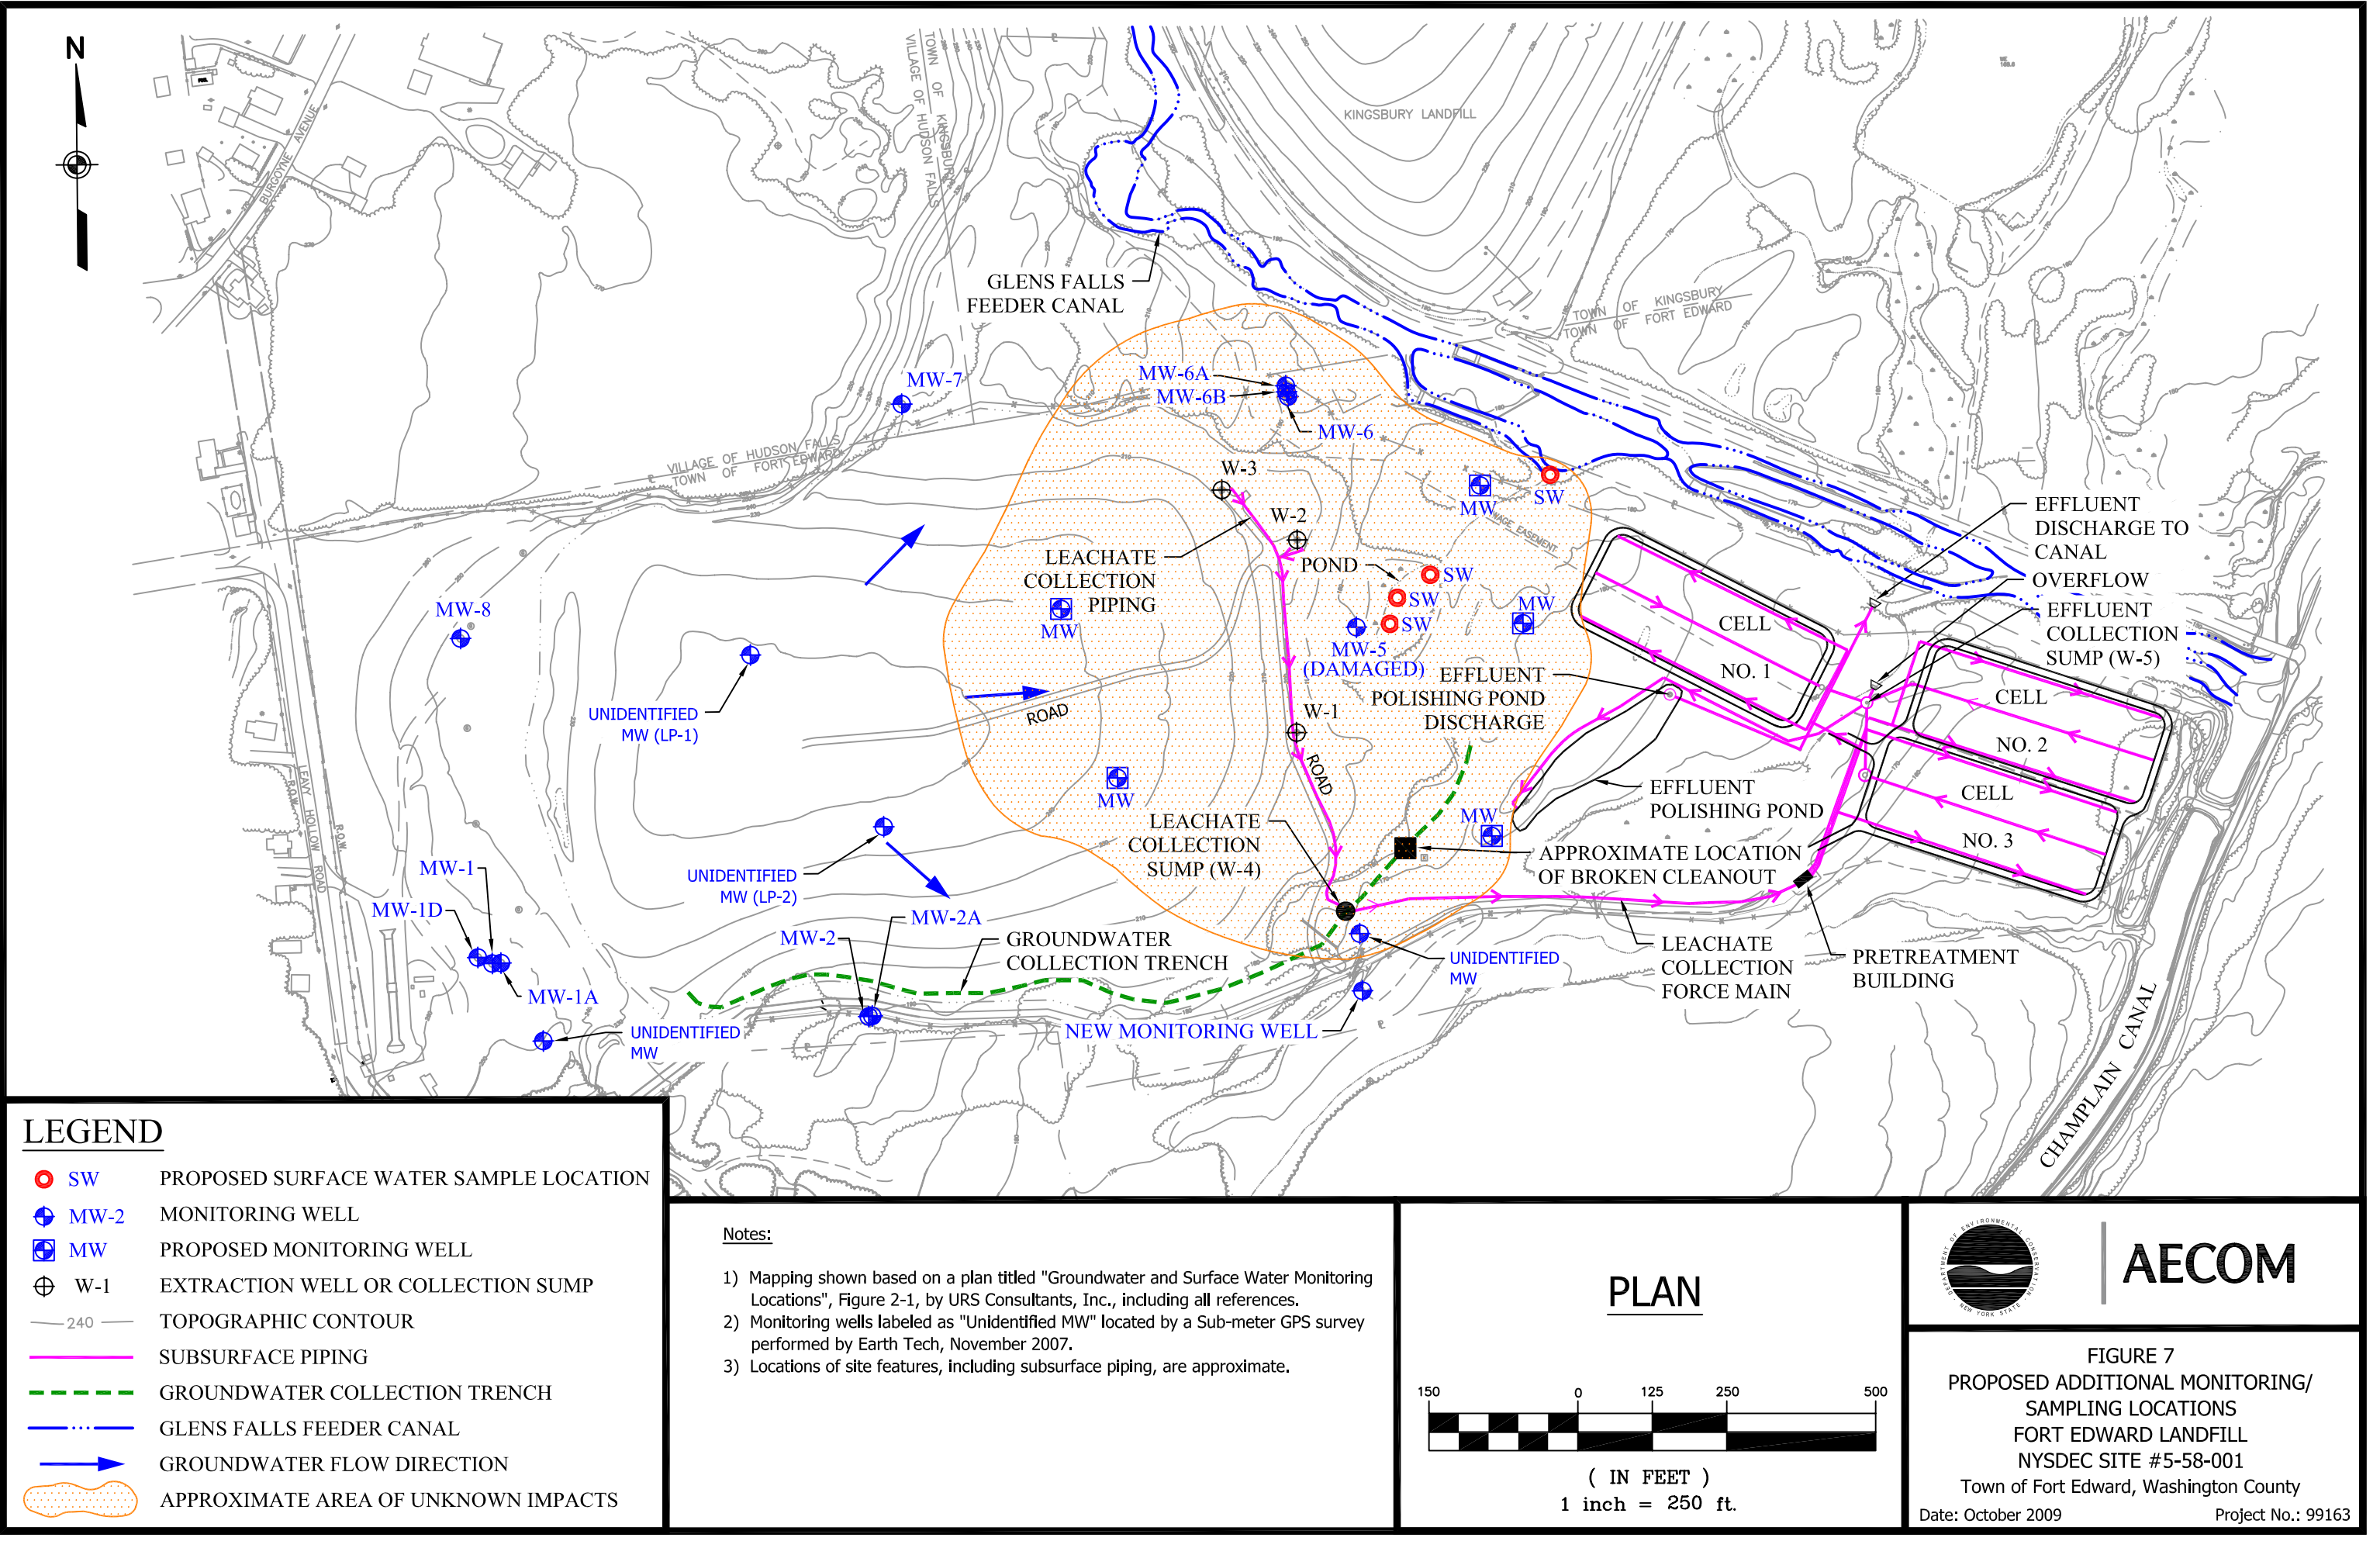 N
BURGOYNE AVENUE
TOWN OF KINGSBURY
VILLAGE OF HUDSON FALLS
KINGSBURY LANDFILL
GLENS FALLS
FEEDER CANAL
TOWN OF KINGSBURY
TOWN OF FORT EDWARD
MW-7
MW-6A
MW-6B
MW-6
VILLAGE OF HUDSON FALLS
TOWN OF FORT EDWARD
W-3
W-2
MW
SW
EASEMENT
EFFLUENT
DISCHARGE TO
CANAL
OVERFLOW
EFFLUENT
COLLECTION
SUMP (W-5)
LEACHATE
COLLECTION
PIPING
POND
SW
SW
SW
MW
MW
MW-5
(DAMAGED)
MW-8
CELL
NO. 1
CELL
NO. 2
CELL
NO. 3
EFFLUENT
POLISHING POND
DISCHARGE
UNIDENTIFIED
MW (LP-1)
ROAD
W-1
ROAD
MW
EFFLUENT
POLISHING POND
LEACHATE
COLLECTION
SUMP (W-4)
MW
APPROXIMATE LOCATION
OF BROKEN CLEANOUT
LEAVY HOLLOW ROAD
R.O.W.
R.O.W.
MW-1
MW-1D
MW-1A
UNIDENTIFIED
MW (LP-2)
MW-2A
MW-2
GROUNDWATER
COLLECTION TRENCH
UNIDENTIFIED
MW
LEACHATE
COLLECTION
FORCE MAIN
PRETREATMENT
BUILDING
UNIDENTIFIED
MW
NEW MONITORING WELL
CHAMPLAIN CANAL
LEGEND
SW PROPOSED SURFACE WATER SAMPLE LOCATION
MW-2 MONITORING WELL
MW PROPOSED MONITORING WELL
W-1 EXTRACTION WELL OR COLLECTION SUMP
240 TOPOGRAPHIC CONTOUR
SUBSURFACE PIPING
GROUNDWATER COLLECTION TRENCH
GLENS FALLS FEEDER CANAL
GROUNDWATER FLOW DIRECTION
APPROXIMATE AREA OF UNKNOWN IMPACTS
Notes:
1) Mapping shown based on a plan titled "Groundwater and Surface Water Monitoring
Locations", Figure 2-1, by URS Consultants, Inc., including all references.
2) Monitoring wells labeled as "Unidentified MW" located by a Sub-meter GPS survey
performed by Earth Tech, November 2007.
3) Locations of site features, including subsurface piping, are approximate.
PLAN
150 0 125 250 500
( IN FEET )
1 inch = 250 ft.
DEPARTMENT OF ENVIRONMENTAL CONSERVATION
NEW YORK STATE
AECOM
FIGURE 7
PROPOSED ADDITIONAL MONITORING/
SAMPLING LOCATIONS
FORT EDWARD LANDFILL
NYSDEC SITE #5-58-001
Town of Fort Edward, Washington County
Date: October 2009 Project No.: 99163